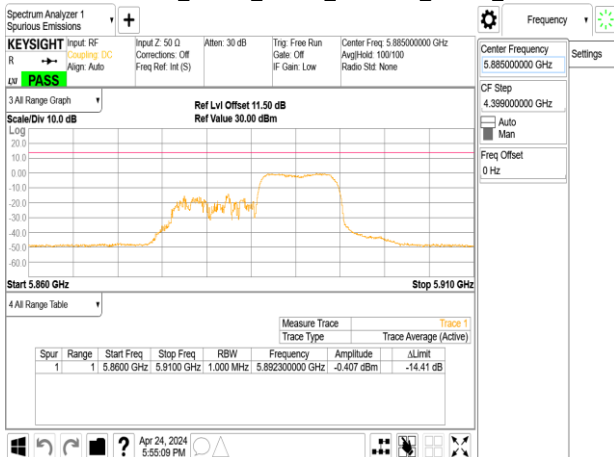 Spectrum Analyzer 1
Spurious Emissions
Frequency
KEYSIGHT
Input: RF
Coupling: DC
Align: Auto
Input Z: 50 Ω
Corrections: Off
Freq Ref: Int (S)
Atten: 30 dB
Trig: Free Run
Gate: Off
IF Gain: Low
Center Freq: 5.885000000 GHz
Avg|Hold: 100/100
Radio Std: None
R
LXI
PASS
Center Frequency
5.885000000 GHz
Settings
CF Step
4.399000000 GHz
Auto
Man
Freq Offset
0 Hz
3 All Range Graph
Ref Lvl Offset 11.50 dB
Scale/Div 10.0 dB
Ref Value 30.00 dBm
Log
20.0
10.0
0.00
-10.0
-20.0
-30.0
-40.0
-50.0
-60.0
Start 5.860 GHz
Stop 5.910 GHz
4 All Range Table
Measure Trace Trace 1
Trace Type Trace Average (Active)
Spur Range Start Freq Stop Freq RBW Frequency Amplitude ΔLimit
1 1 5.8600 GHz 5.9100 GHz 1.000 MHz 5.892300000 GHz -0.407 dBm -14.41 dB
?
Apr 24, 2024
5:55:09 PM